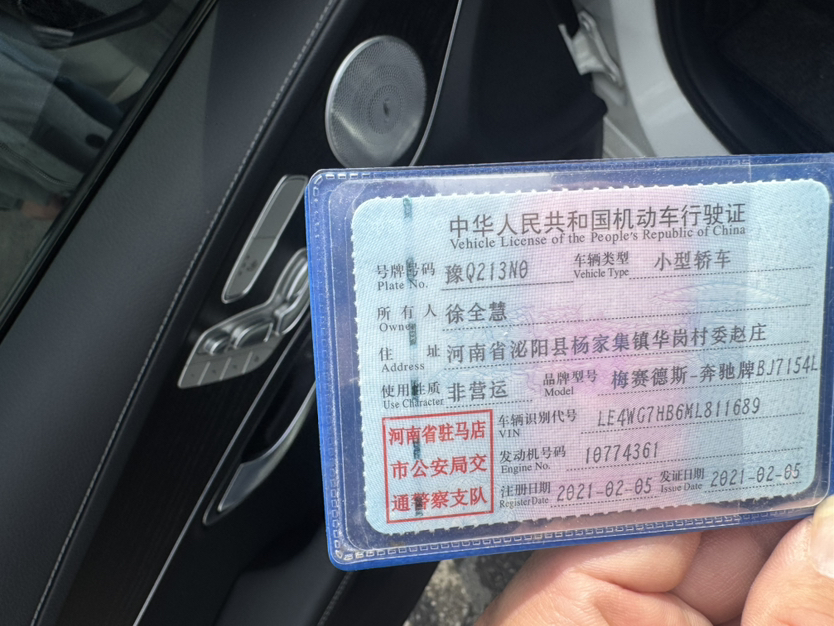 中华人民共和国机动车行驶证
Vehicle License of the People's Republic of China
号牌号码 豫Q213N0 车辆类型 小型轿车
Plate No. Vehicle Type
所有人 徐全慧
Owner
住址 河南省泌阳县杨家集镇华岗村委赵庄
Address
使用性质 非营运 品牌型号 梅赛德斯-奔驰牌BJ7154L
Use Character Model
车辆识别代号 LE4WG7HB6ML811689
VIN
发动机号码 10774361
Engine No.
注册日期 2021-02-05 发证日期 2021-02-05
Register Date Issue Date
河南省驻马店
市公安局交
通警察支队